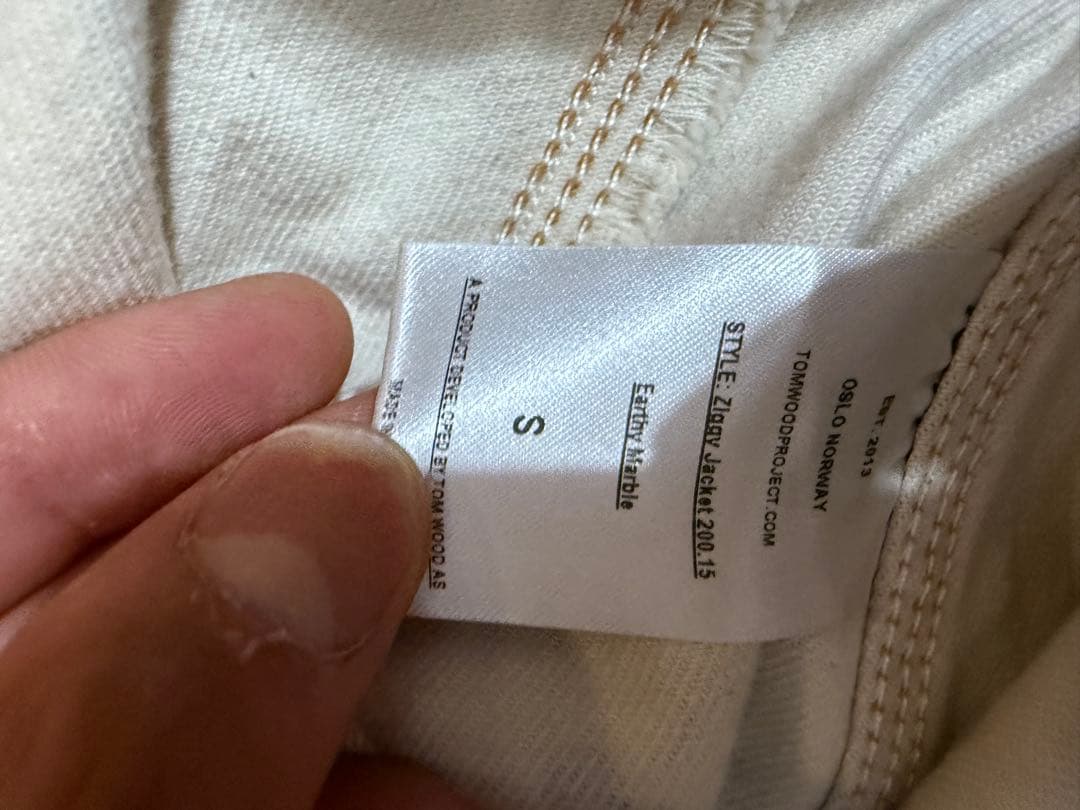 EST. 2013
OSLO NORWAY
TOMWOODPROJECT.COM
STYLE: Ziggy Jacket 200.15
Earthy Marble
S
A PRODUCT DEVELOPED BY TOM WOOD AS
MADE